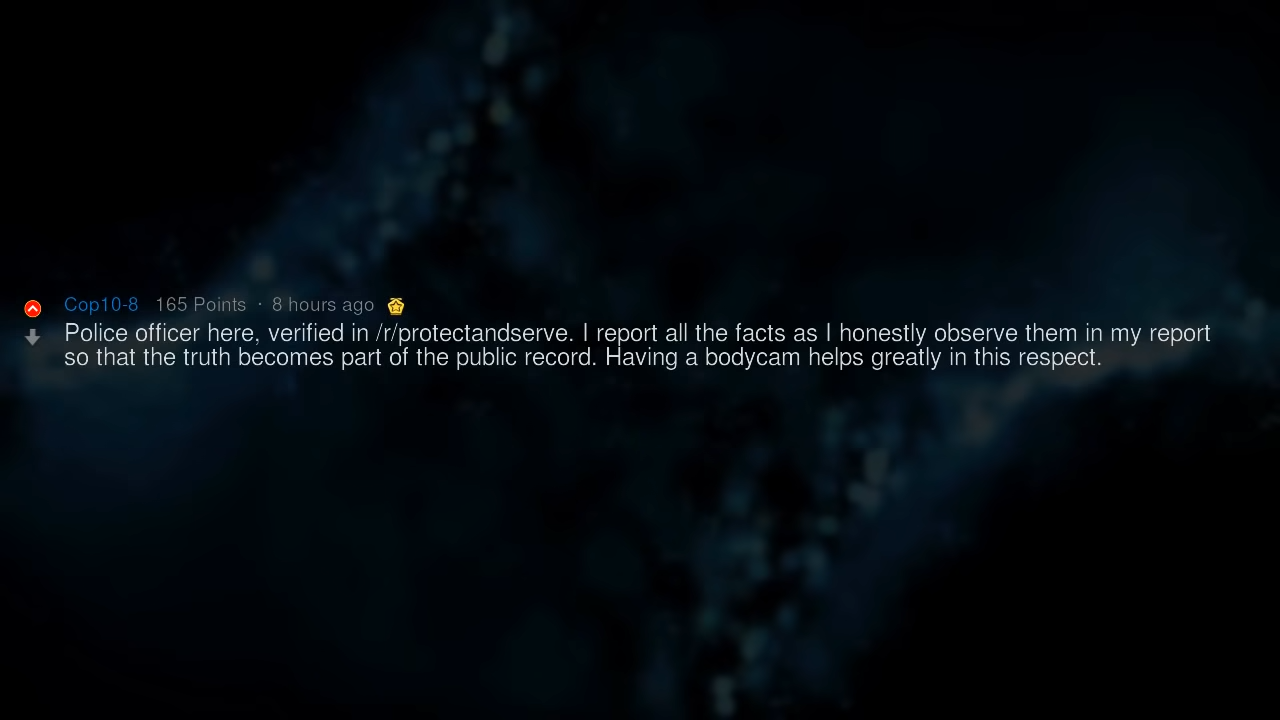 Cop10-8 165 Points · 8 hours ago
Police officer here, verified in /r/protectandserve. I report all the facts as I honestly observe them in my report
so that the truth becomes part of the public record. Having a bodycam helps greatly in this respect.